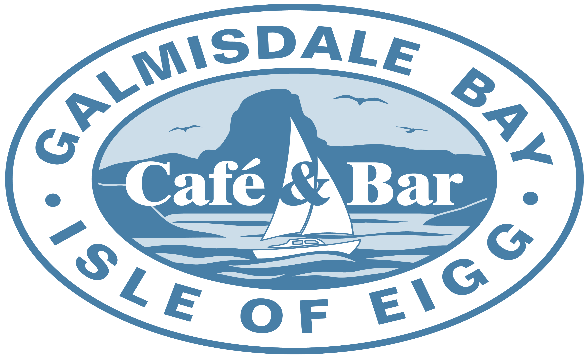 GALMISDALE BAY
Café & Bar
ISLE OF EIGG